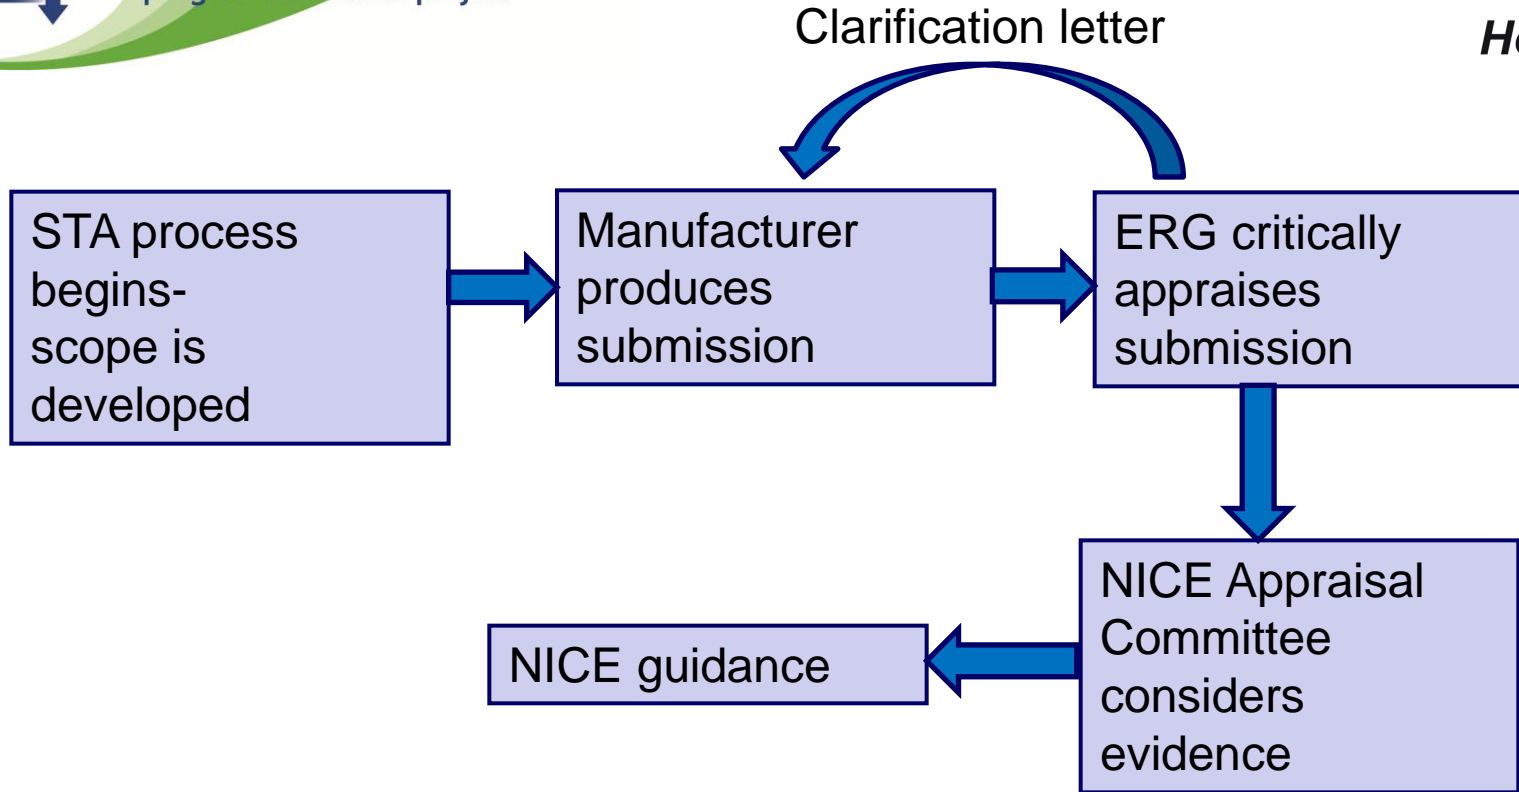 Clarification letter
STA process
begins-
scope is
developed
Manufacturer
produces
submission
ERG critically
appraises
submission
NICE Appraisal
Committee
considers
evidence
NICE guidance